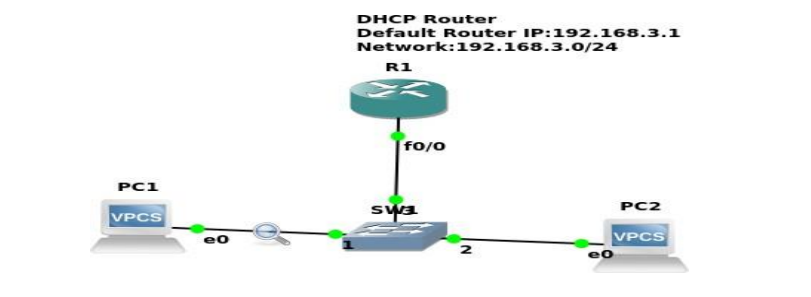 DHCP Router
Default Router IP:192.168.3.1
Network:192.168.3.0/24
R1
f0/0
PC1
VPCS
e0
1
SW1
3
2
PC2
VPCS
e0